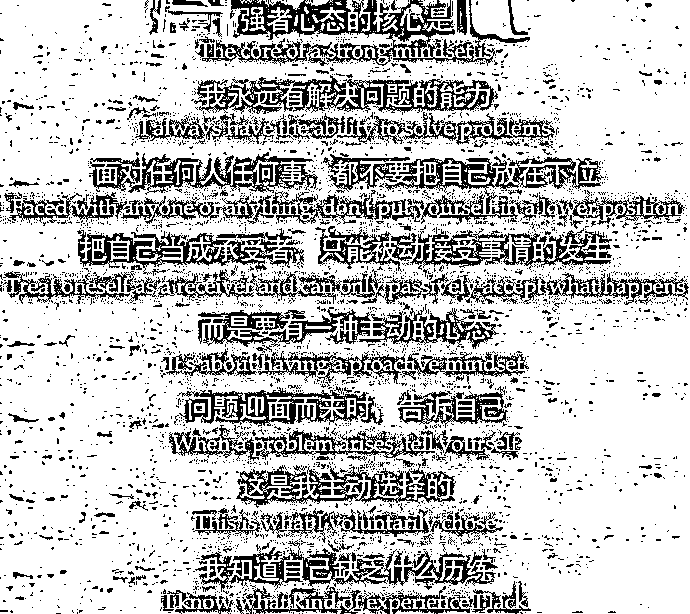 强者心态的核心是
The core of a strong mindset is
我永远有解决问题的能力
I always have the ability to solve problems
面对任何人任何事，都不要把自己放在下位
Faced with anyone or anything, don't put yourself in a lower position
把自己当成承受者，只能被动接受事情的发生
Treat oneself as a receiver and can only passively accept what happens
而是要有一种主动的心态
It's about having a proactive mindset
问题迎面而来时，告诉自己
When a problem arises, tell yourself
这是我主动选择的
This is what I voluntarily chose
我知道自己缺乏什么历练
I know what kind of experience I lack